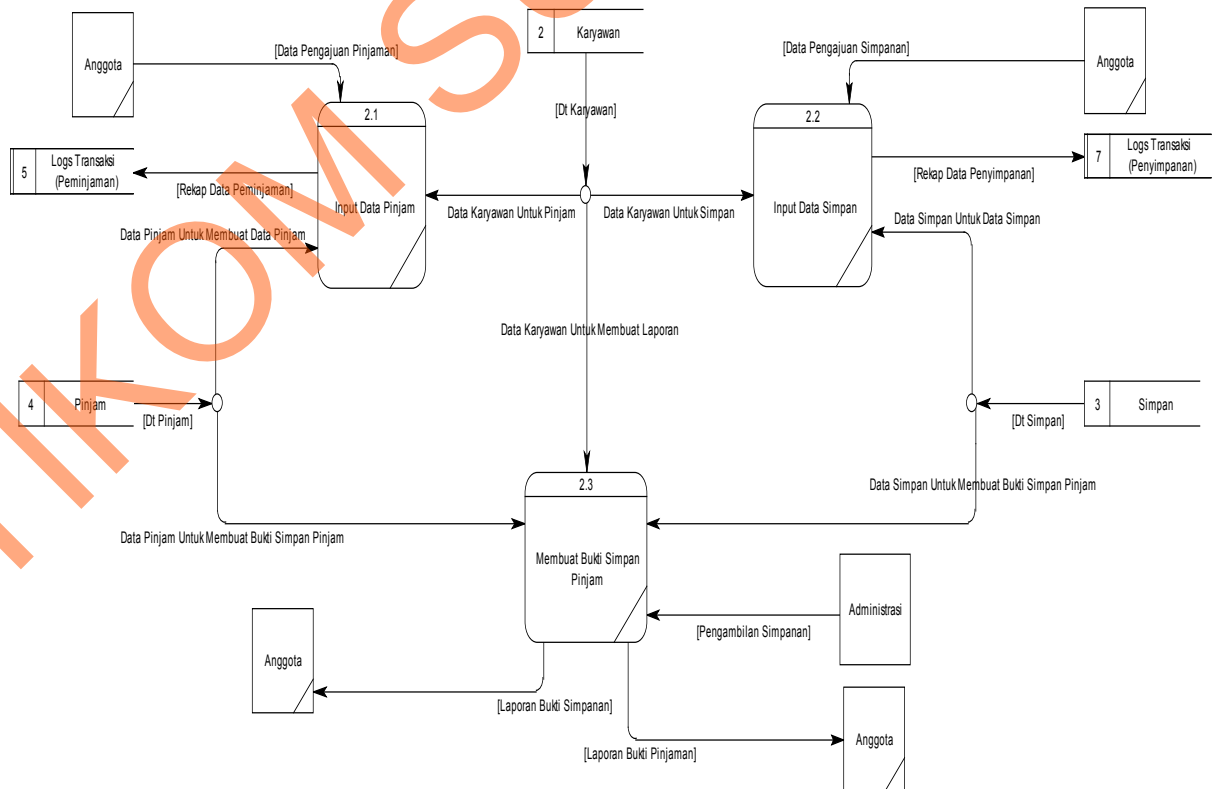 2 Karyawan
[Data Pengajuan Pinjaman]
[Data Pengajuan Simpanan]
Anggota
Anggota
[Dt Karyawan]
2.1
2.2
5 Logs Transaksi
(Peminjaman)
7 Logs Transaksi
(Penyimpanan)
[Rekap Data Peminjaman]
[Rekap Data Penyimpanan]
Input Data Pinjam
Data Karyawan Untuk Pinjam
Data Karyawan Untuk Simpan
Input Data Simpan
Data Simpan Untuk Data Simpan
Data Pinjam Untuk Membuat Data Pinjam
Data Karyawan Untuk Membuat Laporan
4 Pinjam
[Dt Pinjam]
3 Simpan
[Dt Simpan]
2.3
Data Simpan Untuk Membuat Bukti Simpan Pinjam
Data Pinjam Untuk Membuat Bukti Simpan Pinjam
Membuat Bukti Simpan
Pinjam
Administrasi
[Pengambilan Simpanan]
Anggota
[Laporan Bukti Simpanan]
Anggota
[Laporan Bukti Pinjaman]
IKOM